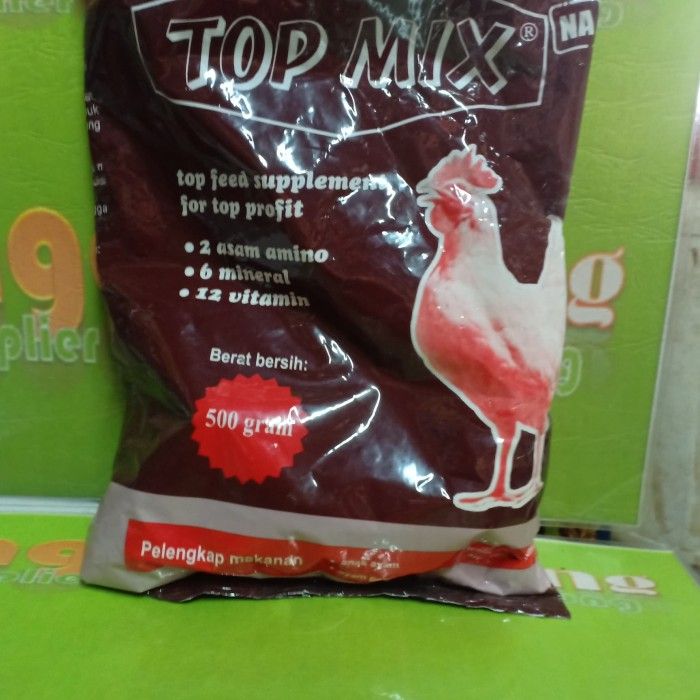 TOP MIX®
NA
top feed supplement
for top profit
• 2 asam amino
• 6 mineral
• 12 vitamin
Berat bersih:
500 gram
Pelengkap makanan